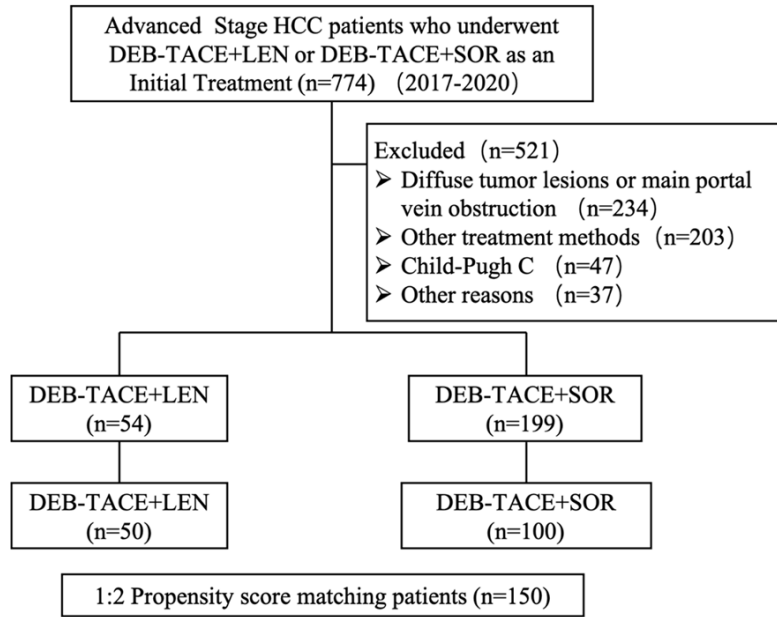 Advanced Stage HCC patients who underwent
DEB-TACE+LEN or DEB-TACE+SOR as an
Initial Treatment (n=774) （2017-2020）
Excluded（n=521）
➢ Diffuse tumor lesions or main portal
vein obstruction （n=234）
➢ Other treatment methods（n=203）
➢ Child-Pugh C （n=47）
➢ Other reasons（n=37）
DEB-TACE+LEN
(n=54)
DEB-TACE+SOR
(n=199)
DEB-TACE+LEN
(n=50)
DEB-TACE+SOR
(n=100)
1:2 Propensity score matching patients (n=150)